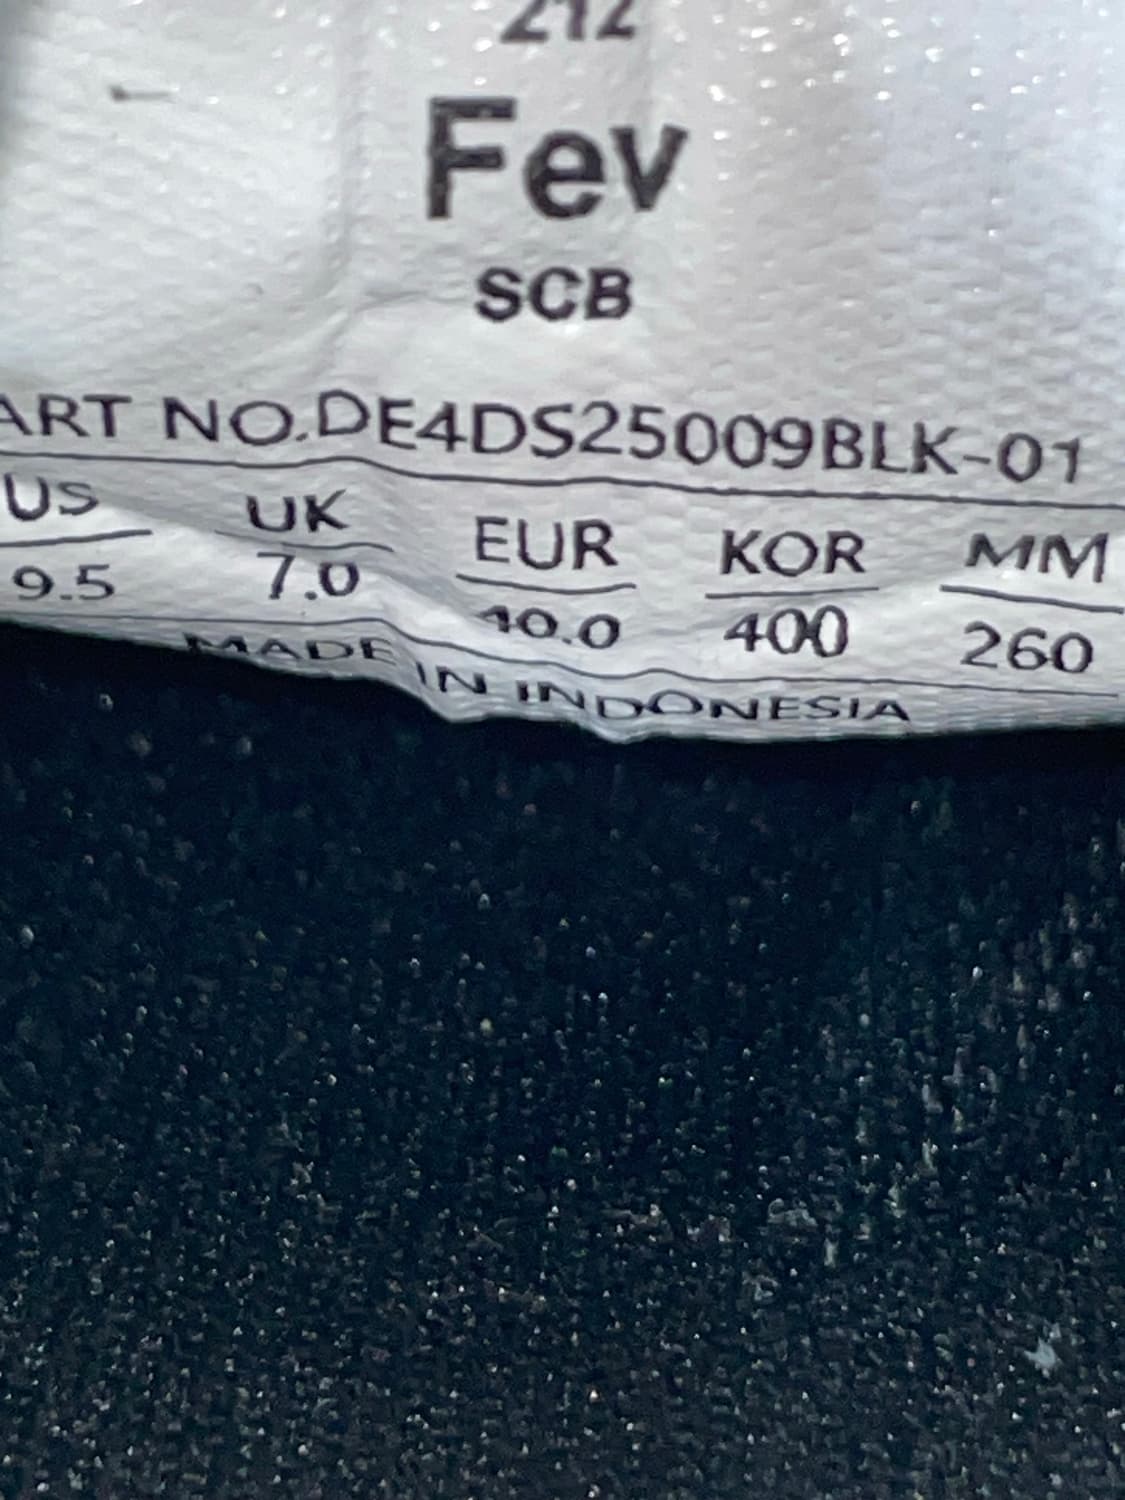 212
Fev
SCB
ART NO.DE4DS25009BLK-01
US UK EUR KOR MM
9.5 7.0 40.0 400 260
MADE IN INDONESIA